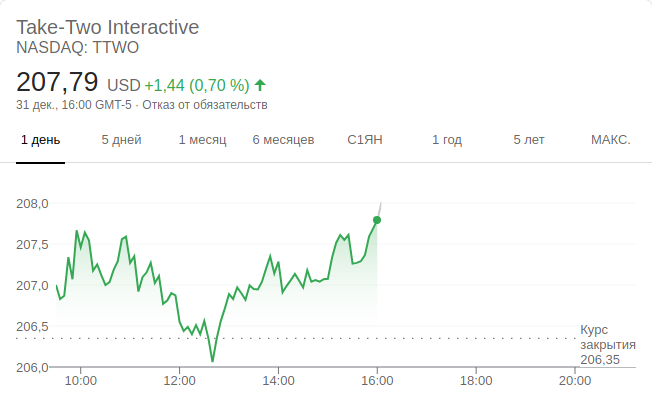 Take-Two Interactive
NASDAQ: TTWO
207,79 USD +1,44 (0,70 %)
31 дек., 16:00 GMT-5 · Отказ от обязательств
1 день 5 дней 1 месяц 6 месяцев С1ЯН 1 год 5 лет МАКС.
208,0
207,5
207,0
206,5
206,0
Курс
закрытия
206,35
10:00 12:00 14:00 16:00 18:00 20:00